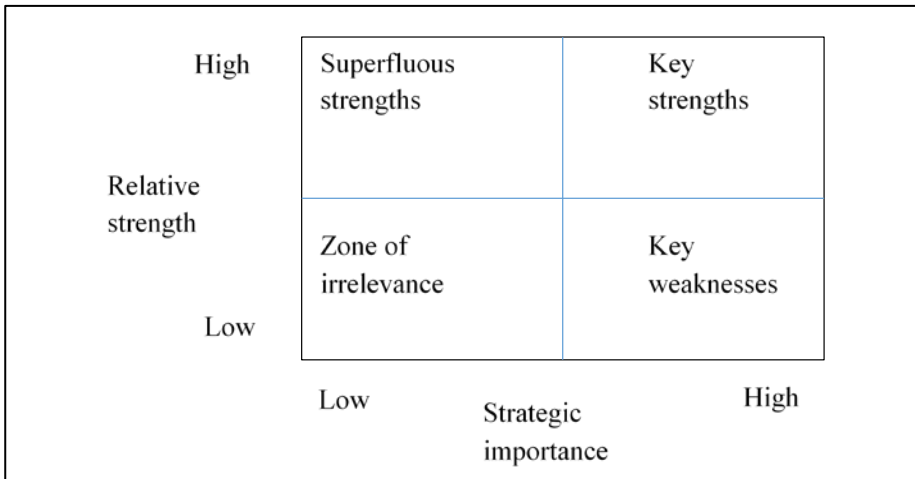 High
Superfluous
strengths
Key
strengths
Relative
strength
Zone of
irrelevance
Key
weaknesses
Low
Low
High
Strategic
importance